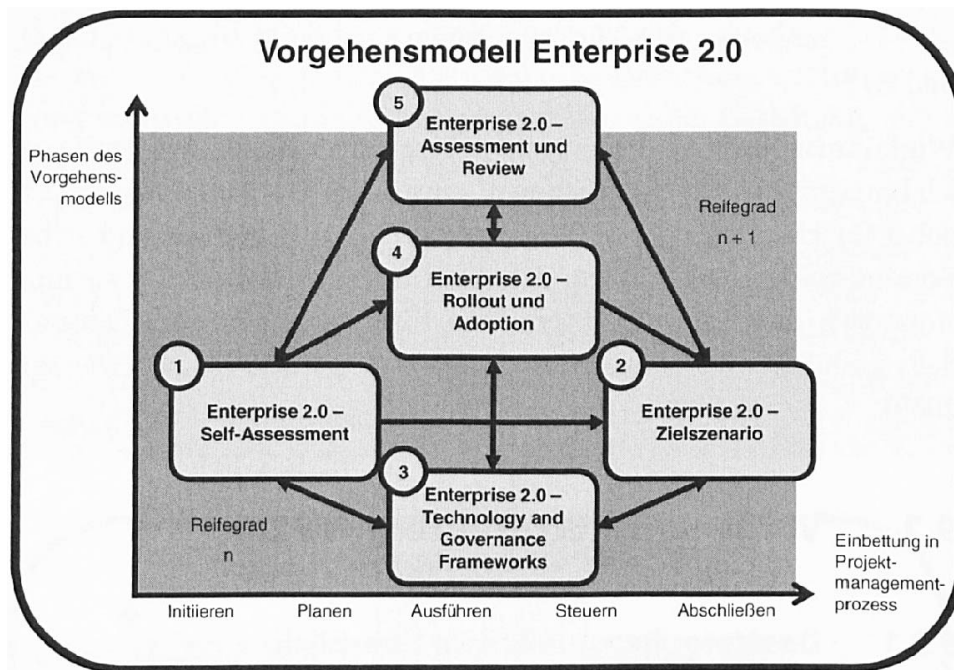 Vorgehensmodell Enterprise 2.0
Phasen des
Vorgehens-
modells
5
Enterprise 2.0 –
Assessment und
Review
Reifegrad
n + 1
4
Enterprise 2.0 –
Rollout und
Adoption
1
Enterprise 2.0 –
Self-Assessment
2
Enterprise 2.0 –
Zielszenario
3
Enterprise 2.0 –
Technology and
Governance
Frameworks
Reifegrad
n
Einbettung in
Projekt-
management-
prozess
Initiieren Planen Ausführen Steuern Abschließen